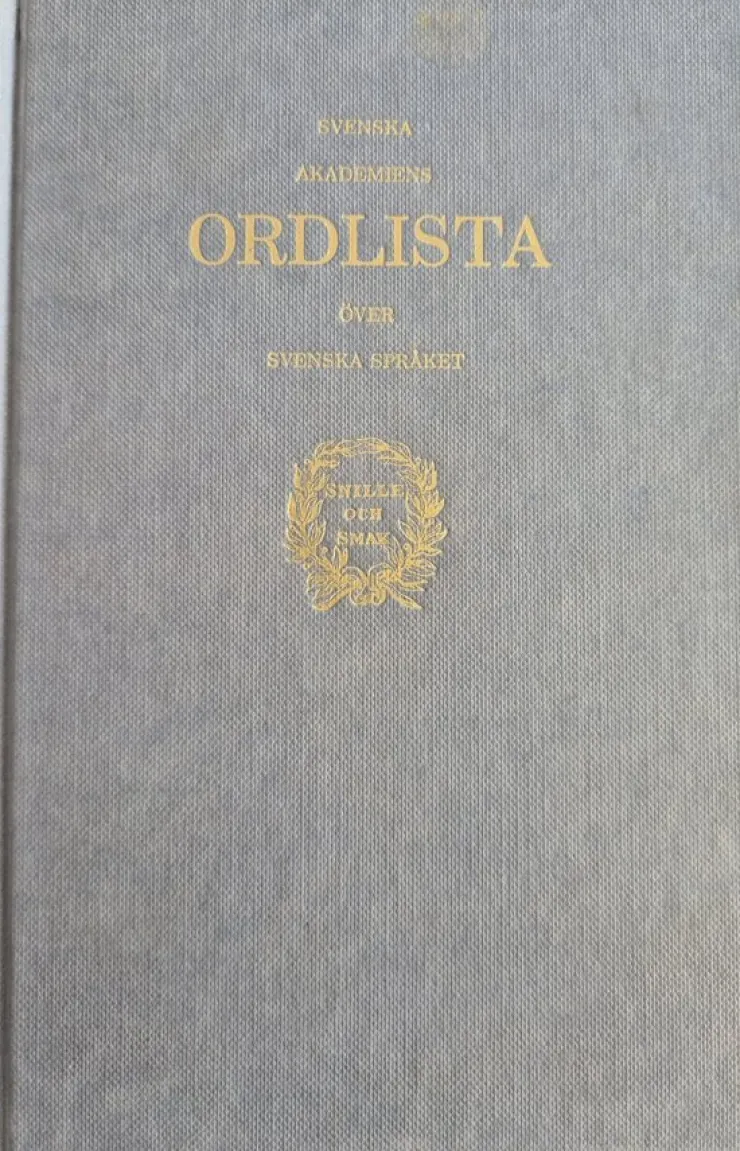 SVENSKA
AKADEMIENS
ORDLISTA
ÖVER
SVENSKA SPRÅKET
SNILLE
OCH
SMAK